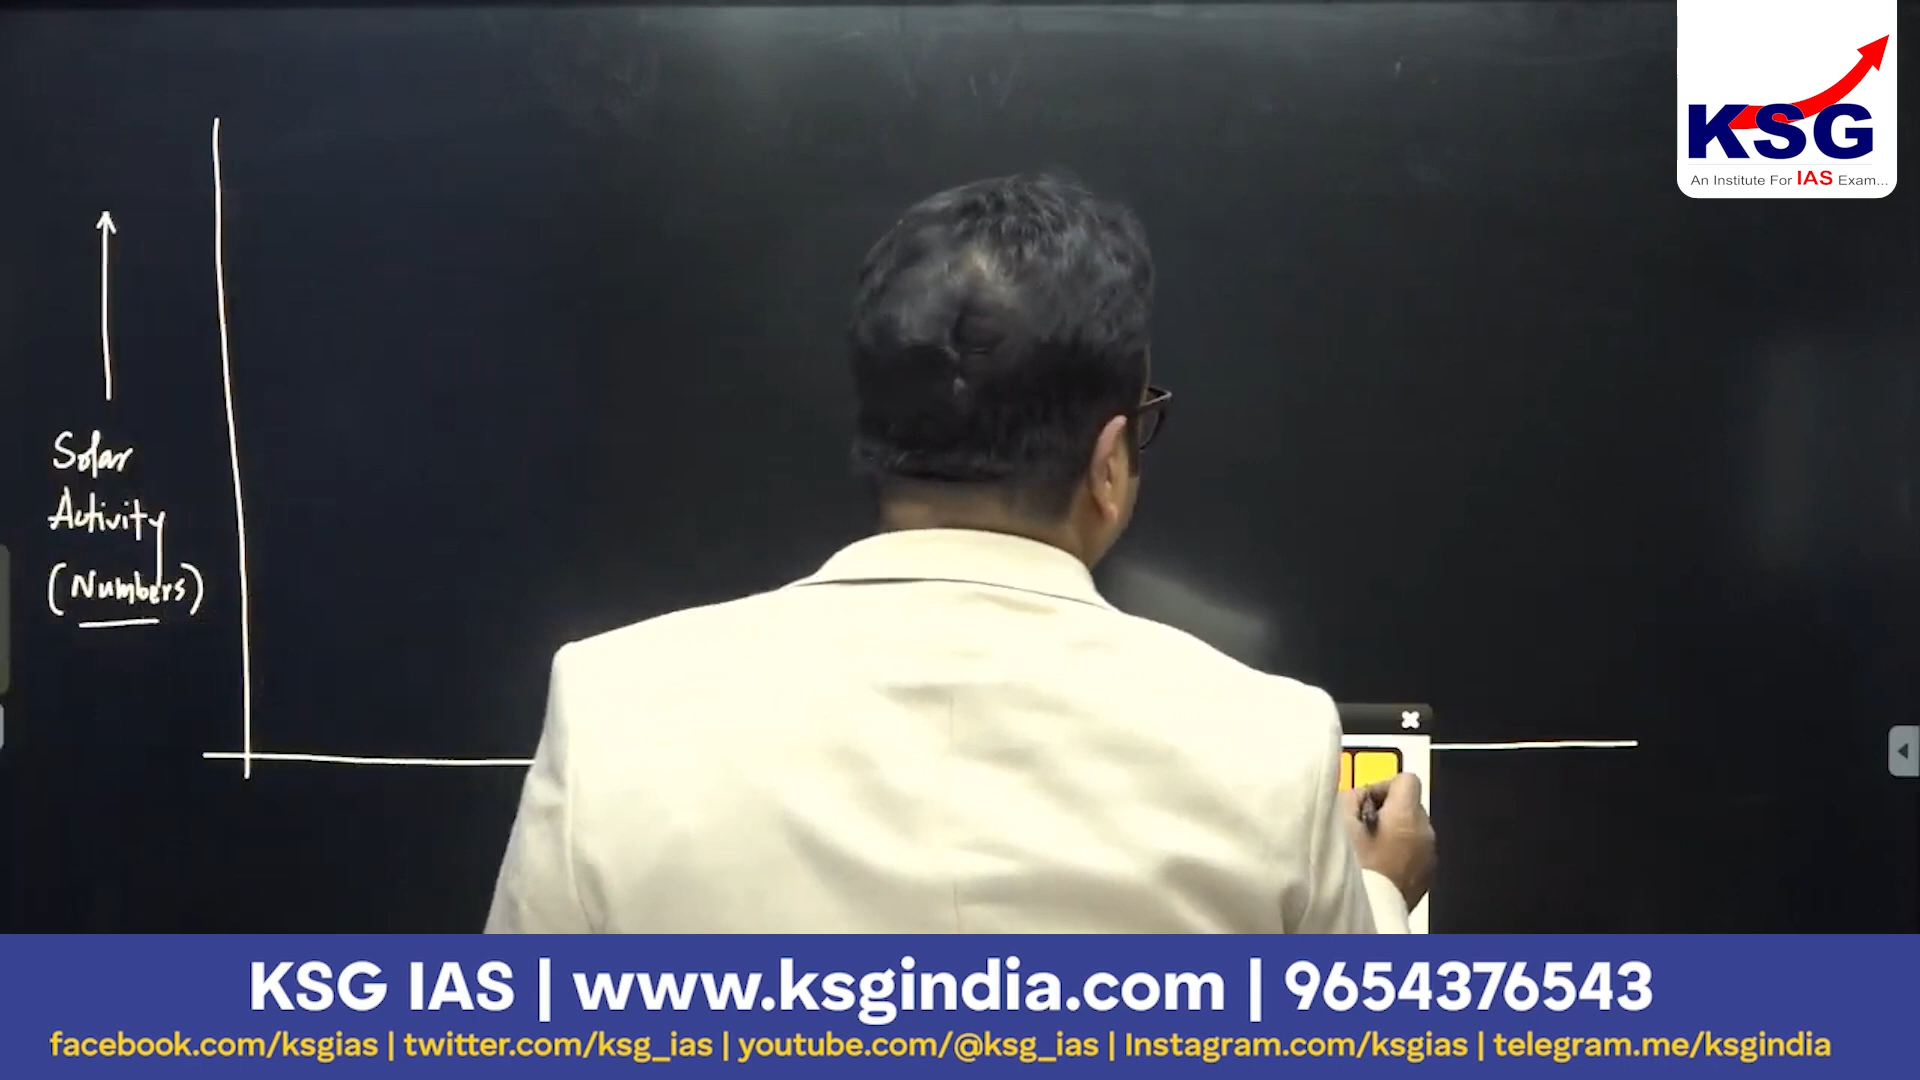 KSG
An Institute For IAS Exam...
Solar
Activity
(Numbers)
KSG IAS | www.ksgindia.com | 9654376543
facebook.com/ksgias | twitter.com/ksg_ias | youtube.com/@ksg_ias | Instagram.com/ksgias | telegram.me/ksgindia